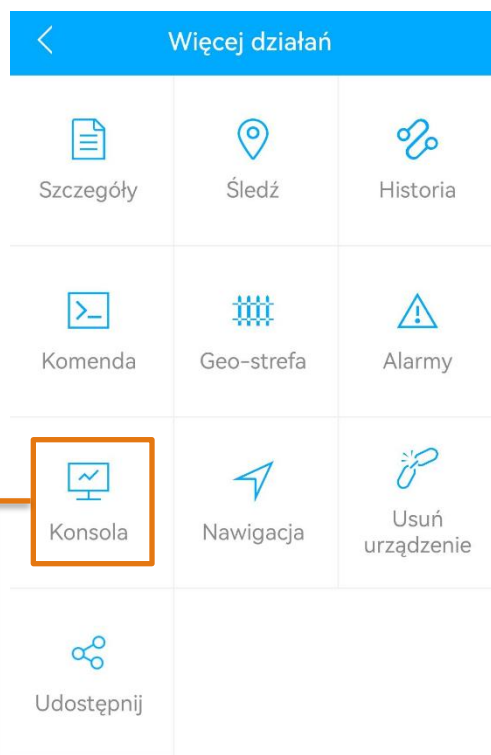 Więcej działań
Szczegóły
Śledź
Historia
Komenda
Geo-strefa
Alarmy
Konsola
Nawigacja
Usuń
urządzenie
Udostępnij